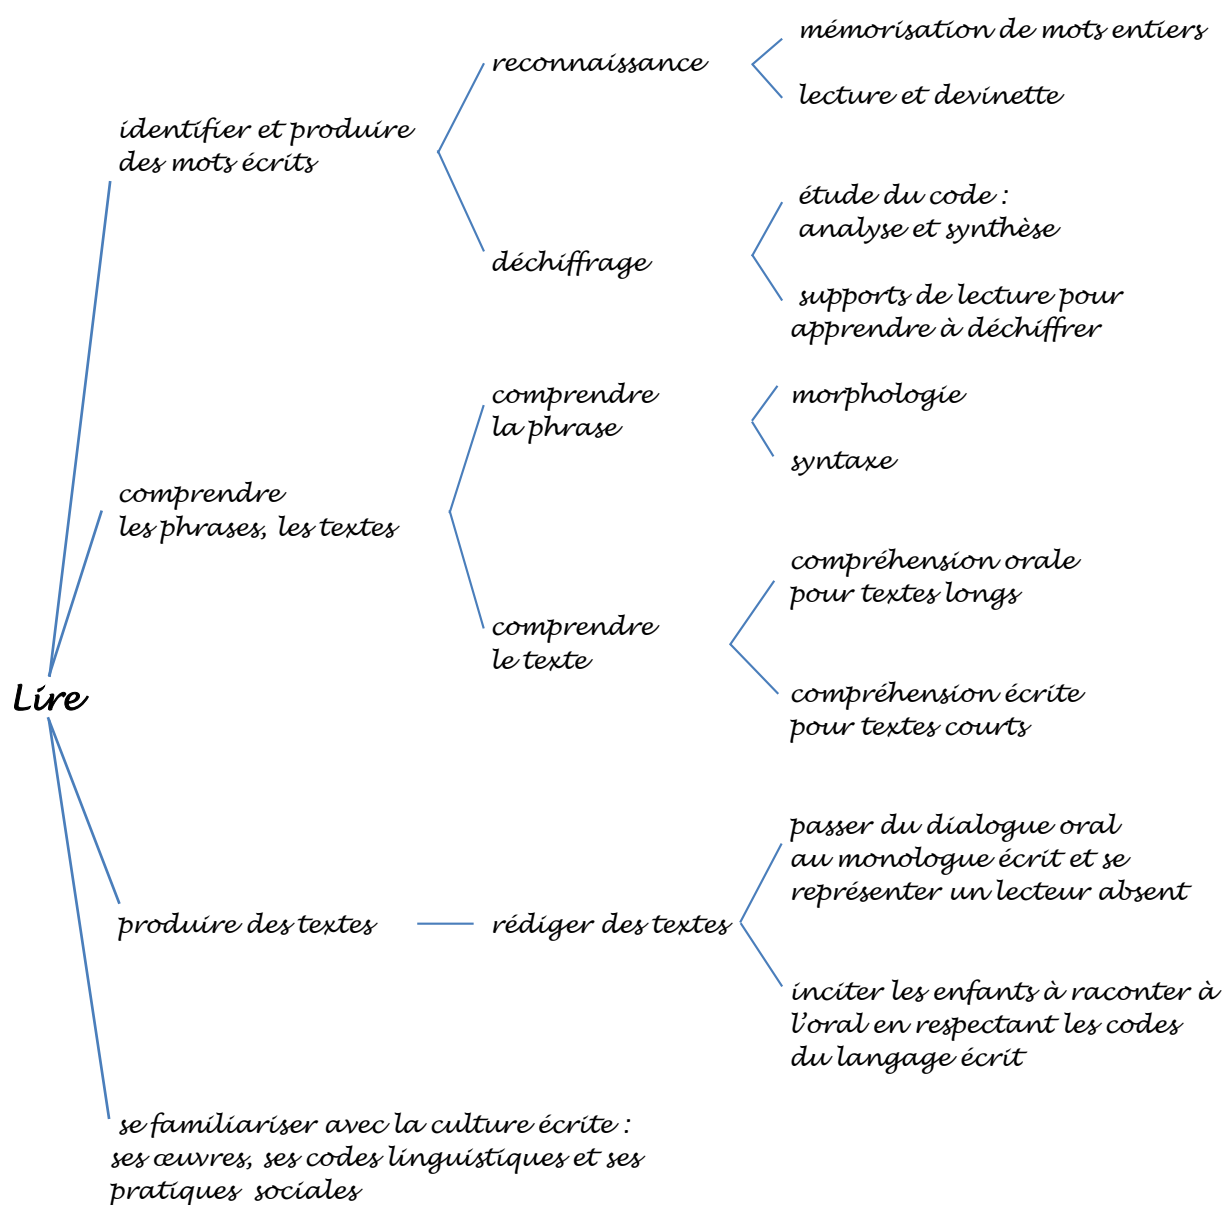 mémorisation de mots entiers
reconnaissance
lecture et devinette
identifier et produire
des mots écrits
étude du code :
analyse et synthèse
déchiffrage
supports de lecture pour
apprendre à déchiffrer
comprendre
la phrase
morphologie
syntaxe
comprendre
les phrases, les textes
compréhension orale
pour textes longs
comprendre
le texte
Lire
compréhension écrite
pour textes courts
passer du dialogue oral
au monologue écrit et se
représenter un lecteur absent
produire des textes
rédiger des textes
inciter les enfants à raconter à
l'oral en respectant les codes
du langage écrit
se familiariser avec la culture écrite :
ses œuvres, ses codes linguistiques et ses
pratiques sociales